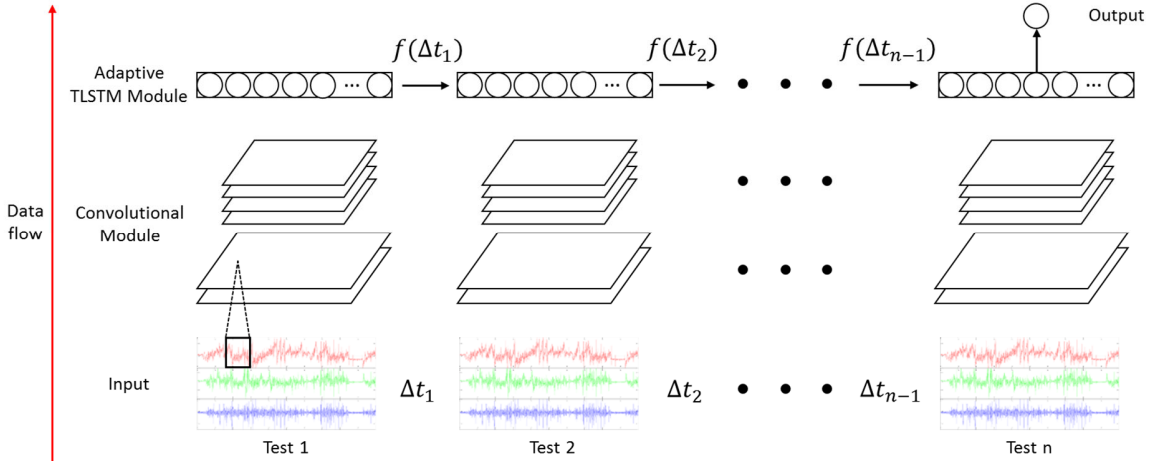 Output
f(Δt₁)
f(Δt₂)
f(Δtₙ₋₁)
Adaptive
TLSTM Module
...
...
...
Data
flow
Convolutional
Module
Input
Δt₁
Δt₂
Δtₙ₋₁
Test 1
Test 2
Test n